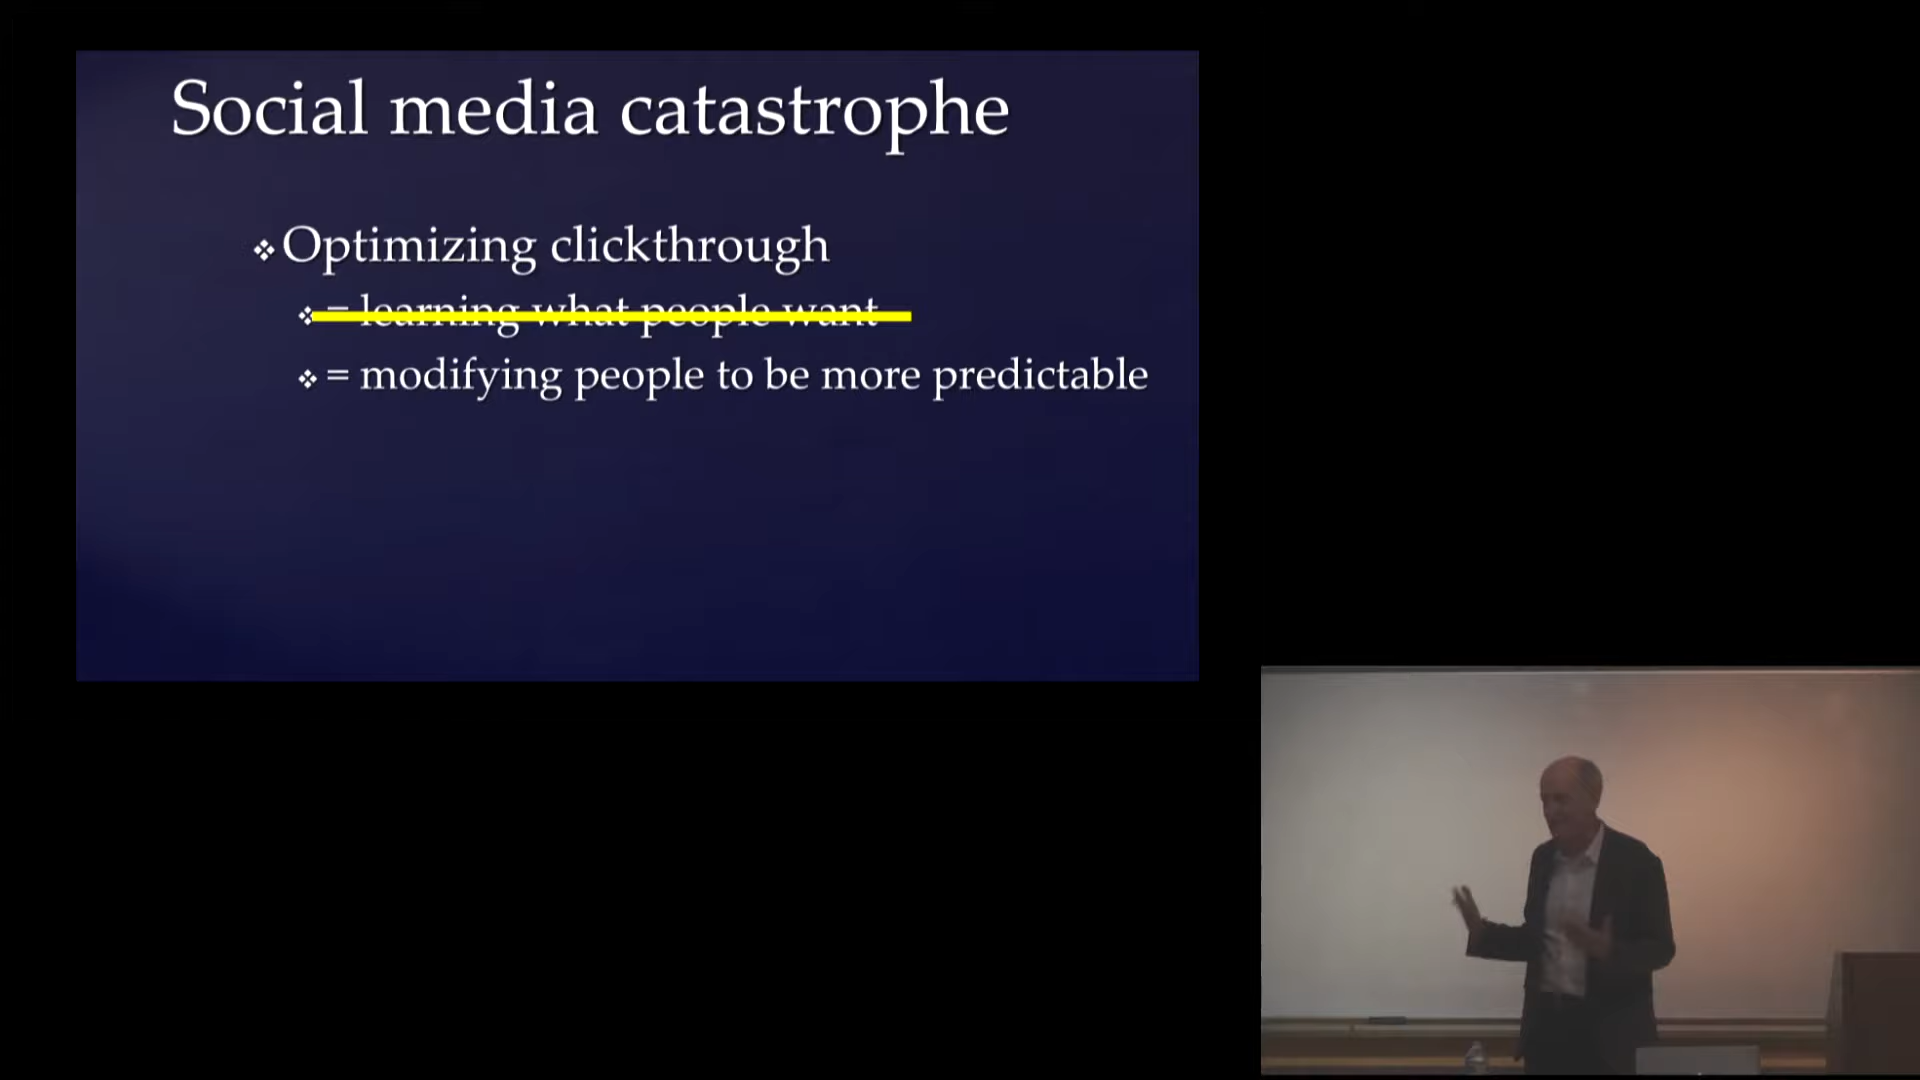 Social media catastrophe
❖ Optimizing clickthrough
❖ = learning what people want
❖ = modifying people to be more predictable